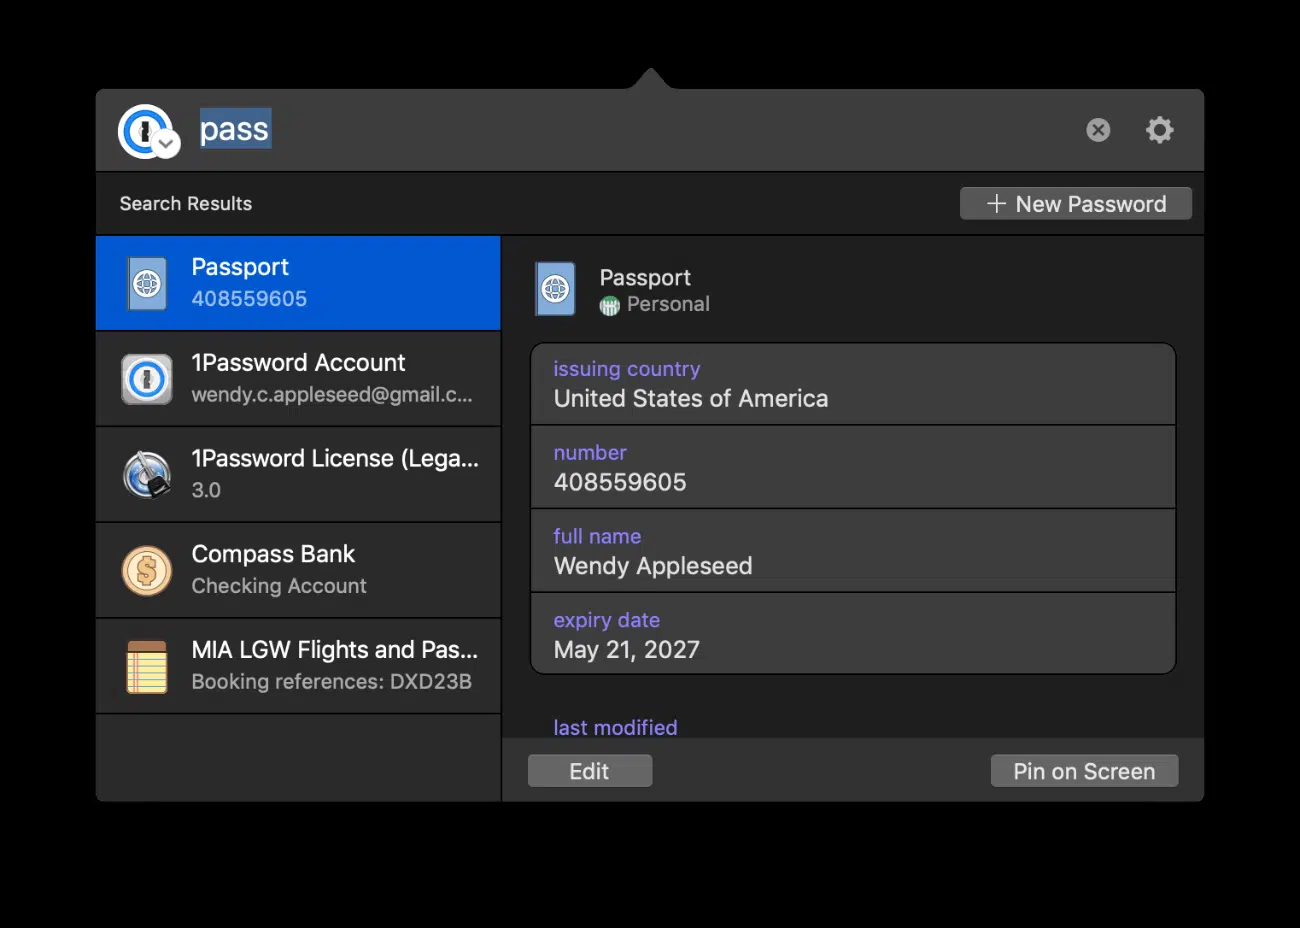 pass
Search Results
+ New Password
Passport
408559605
1Password Account
wendy.c.appleseed@gmail.c...
1Password License (Lega...
3.0
Compass Bank
Checking Account
MIA LGW Flights and Pas...
Booking references: DXD23B
Passport
Personal
issuing country
United States of America
number
408559605
full name
Wendy Appleseed
expiry date
May 21, 2027
last modified
Edit
Pin on Screen